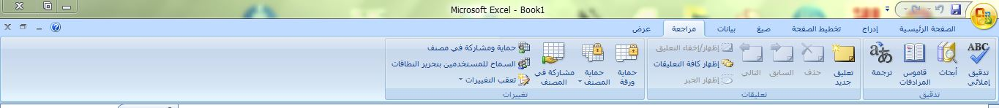 Microsoft Excel - Book1
الصفحة الرئيسية إدراج تخطيط الصفحة صيغ بيانات مراجعة عرض
ABC
تدقيق إملائي
أبحاث
قاموس المرادفات
ترجمة
تدقيق
تعليق جديد
حذف
السابق
التالي
إظهار/إخفاء التعليق
إظهار كافة التعليقات
إظهار الحبر
تعليقات
حماية ورقة
حماية المصنف
مشاركة في المصنف
حماية ومشاركة في مصنف
السماح للمستخدمين بتحرير النطاقات
تعقب التغييرات
تغييرات